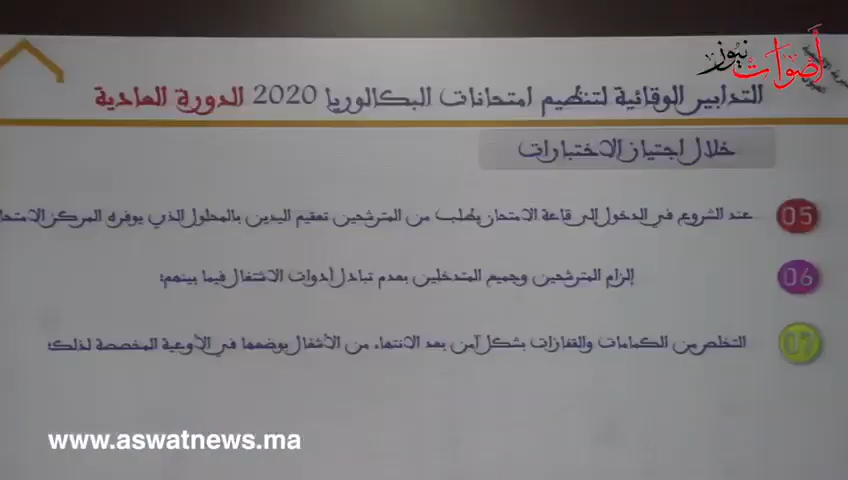 أصوات نيوز
التدابير الوقائية لتنظيم امتحانات البكالوريا 2020 الدورة العادية
خلال اجتياز الاختبارات
05 عند الشروع في الدخول إلى قاعة الامتحان يطلب من المترشحين تعقيم اليدين بالمحلول الذي يوفره المركز
06 إلزام المترشحين وجميع المتدخلين بعدم تبادل أدوات الاشتغال فيما بينهم؛
07 التخلص من الكمامات والقفازات بشكل آمن بعد الانتهاء من الأشغال بوضعها في الأوعية المخصصة لذلك؛
www.aswatnews.ma